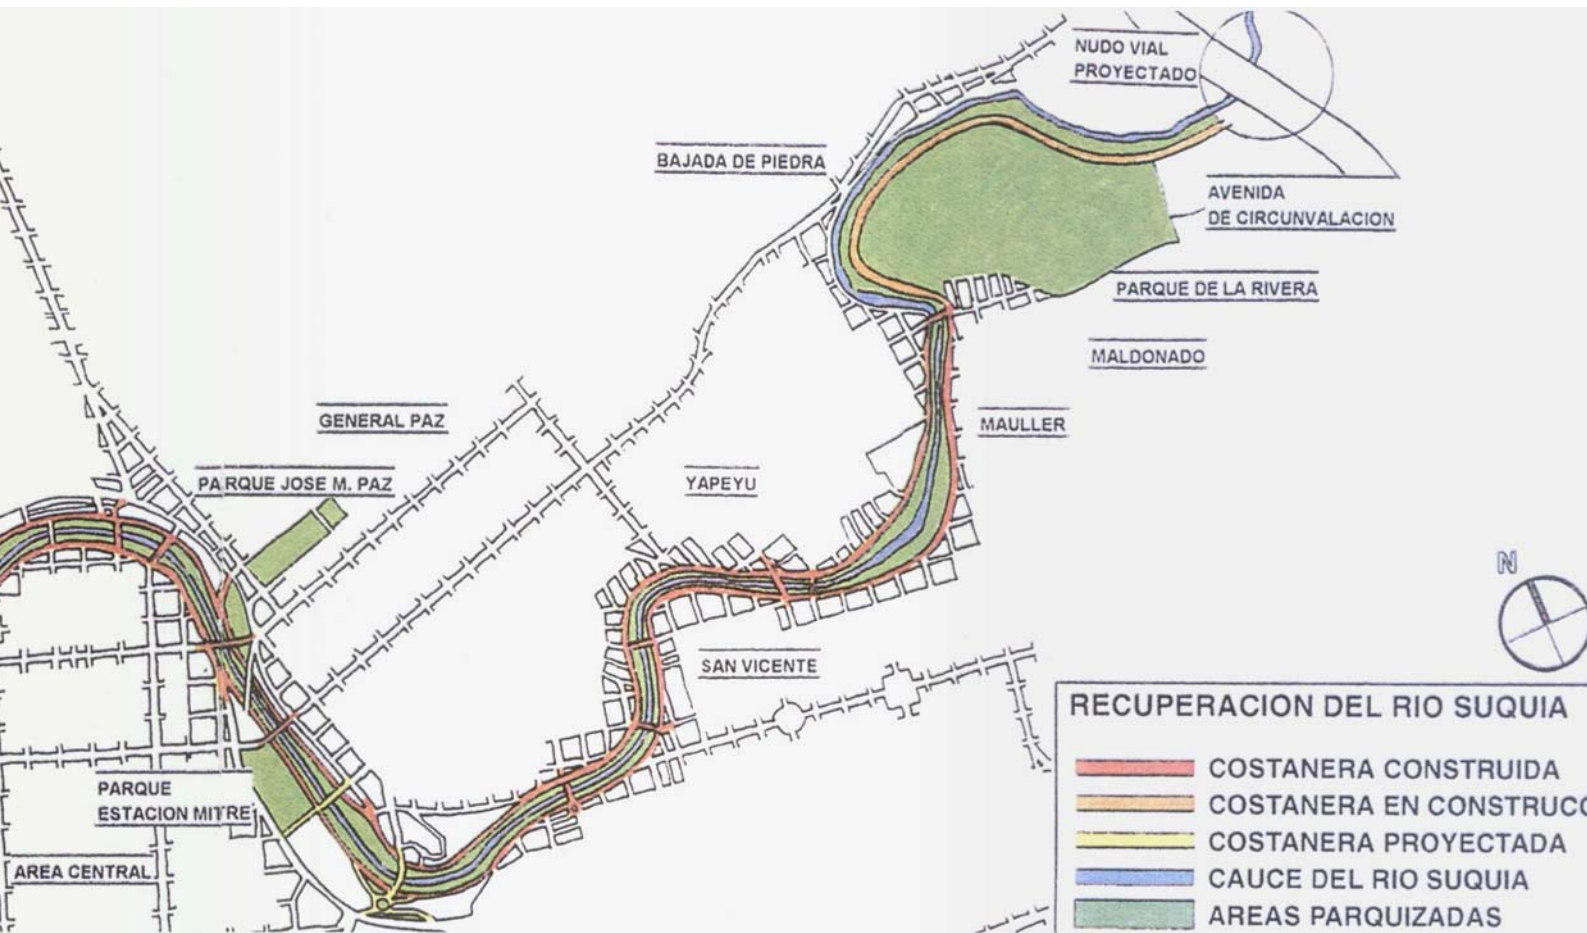 NUDO VIAL
PROYECTADO
BAJADA DE PIEDRA
AVENIDA
DE CIRCUNVALACION
PARQUE DE LA RIVERA
MALDONADO
GENERAL PAZ
MAULLER
PARQUE JOSE M. PAZ
YAPEYU
N
SAN VICENTE
PARQUE
ESTACION MITRE
AREA CENTRAL
RECUPERACION DEL RIO SUQUIA
COSTANERA CONSTRUIDA
COSTANERA EN CONSTRUCC
COSTANERA PROYECTADA
CAUCE DEL RIO SUQUIA
AREAS PARQUIZADAS